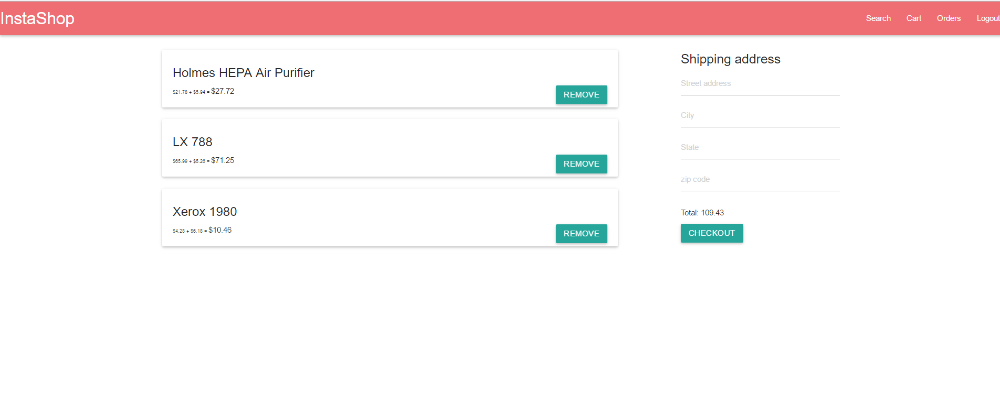 InstaShop
Search Cart Orders Logout
Holmes HEPA Air Purifier
$21.78 + $5.94 = $27.72
REMOVE
LX 788
$65.99 + $5.26 = $71.25
REMOVE
Xerox 1980
$4.28 + $6.18 = $10.46
REMOVE
Shipping address
Street address
City
State
zip code
Total: 109.43
CHECKOUT